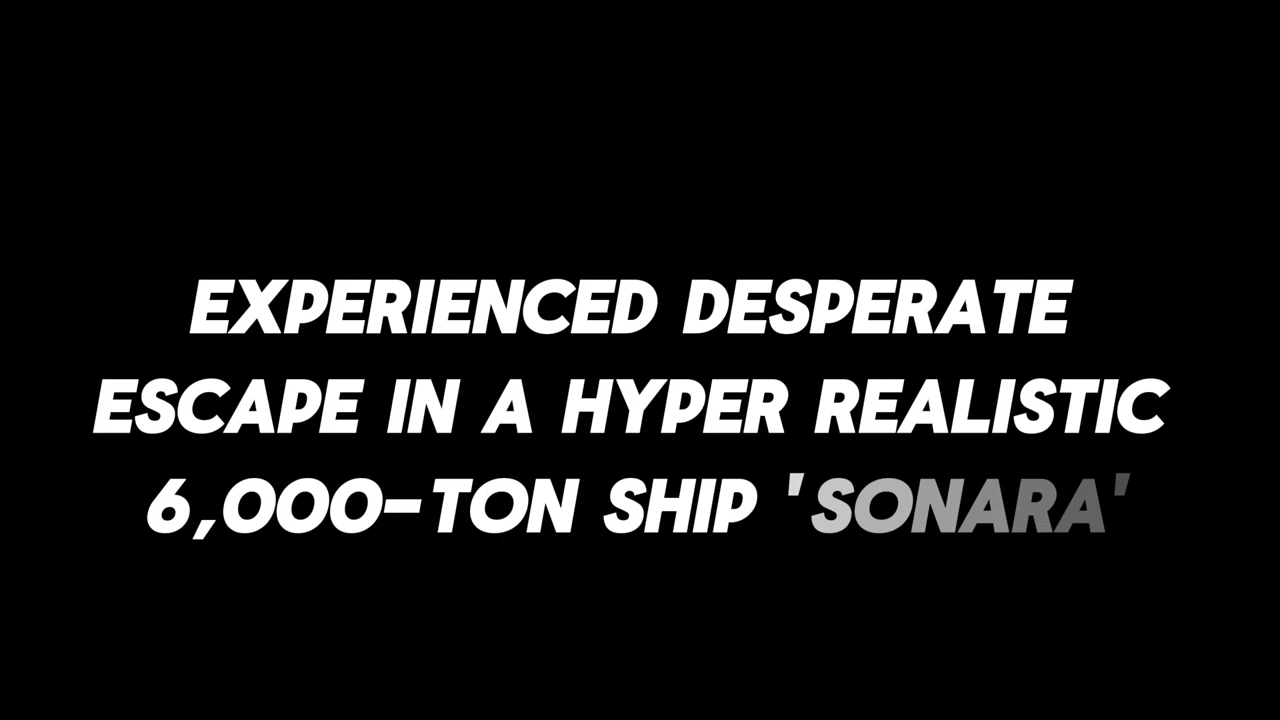 EXPERIENCED DESPERATE
ESCAPE IN A HYPER REALISTIC
6,000-TON SHIP 'SONARA'